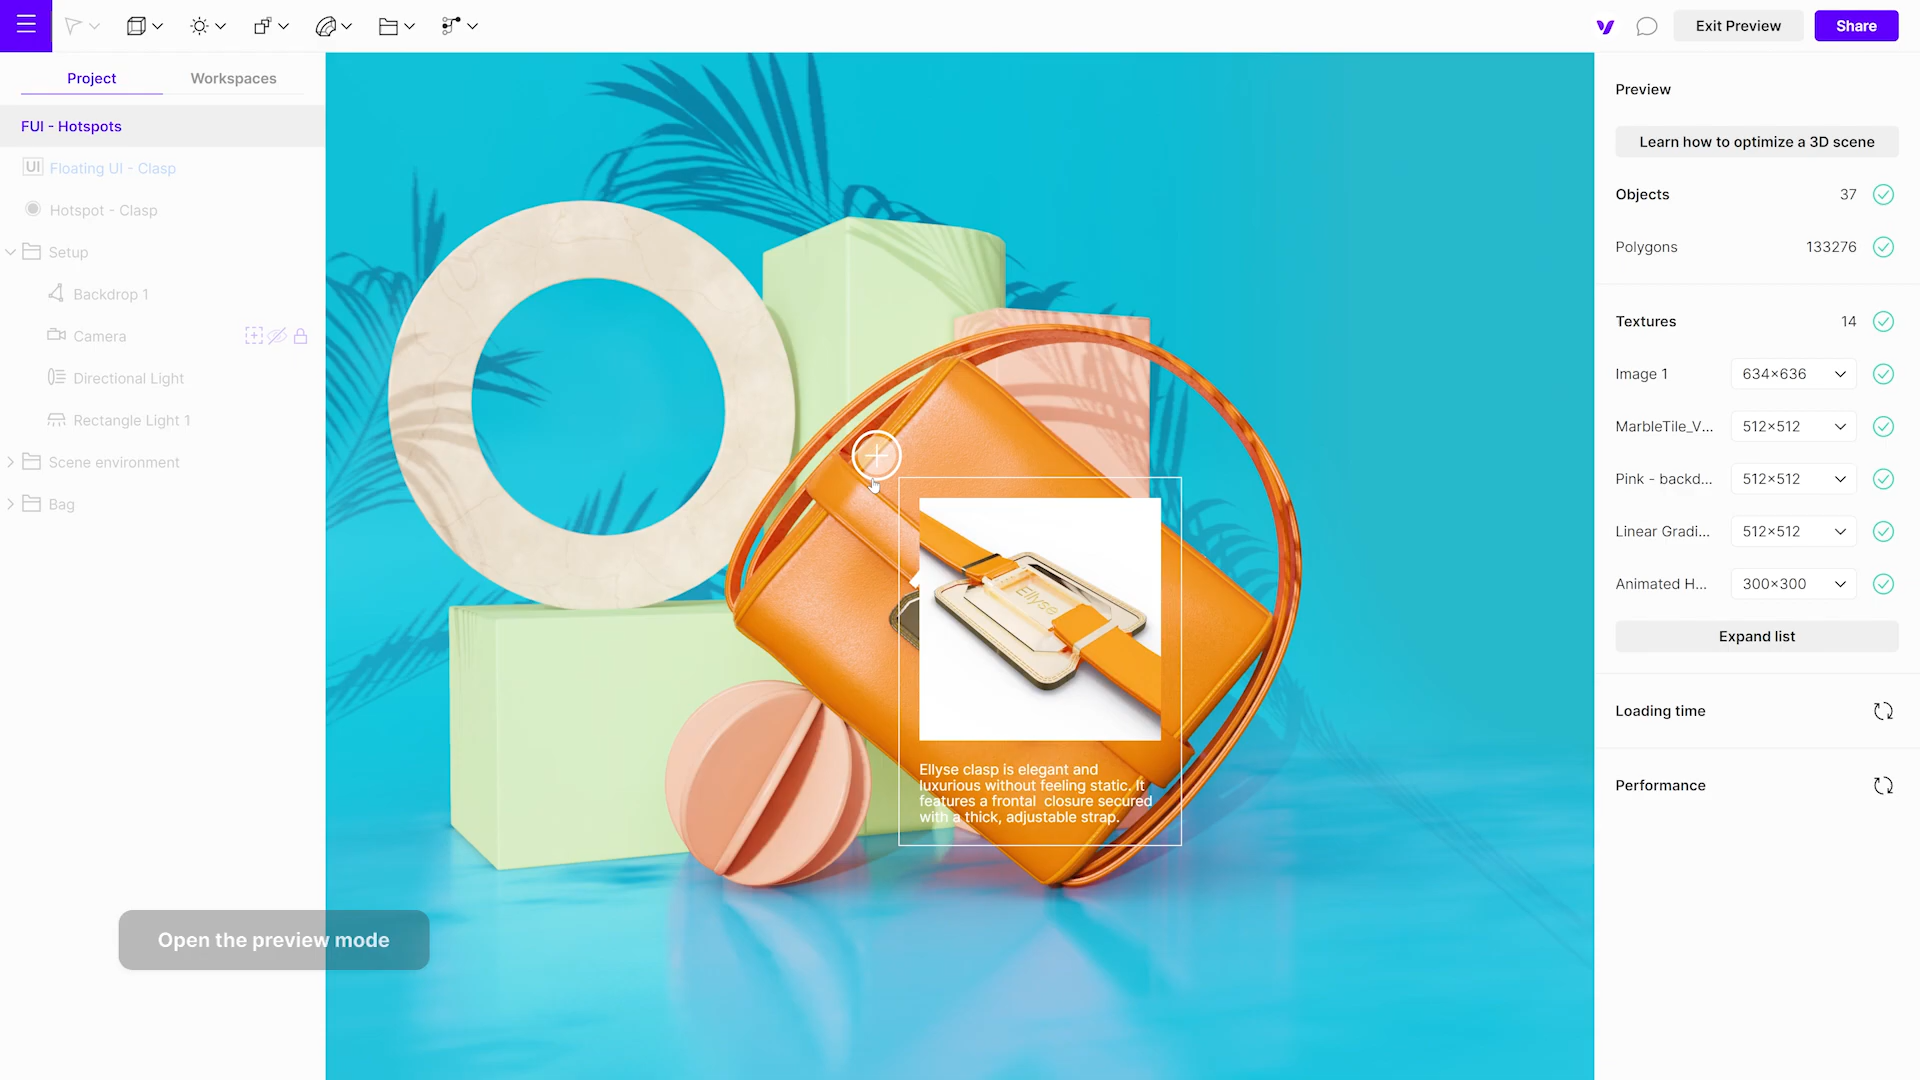 Exit Preview
Share
Project
Workspaces
FUI - Hotspots
UI Floating UI - Clasp
Hotspot - Clasp
Setup
Backdrop 1
Camera
Directional Light
Rectangle Light 1
Scene environment
Bag
Open the preview mode
Ellyse
Ellyse clasp is elegant and
luxurious without feeling static. It
features a frontal closure secured
with a thick, adjustable strap.
Preview
Learn how to optimize a 3D scene
Objects 37
Polygons 133276
Textures 14
Image 1 634×636
MarbleTile_V... 512×512
Pink - backd... 512×512
Linear Gradi... 512×512
Animated H... 300×300
Expand list
Loading time
Performance